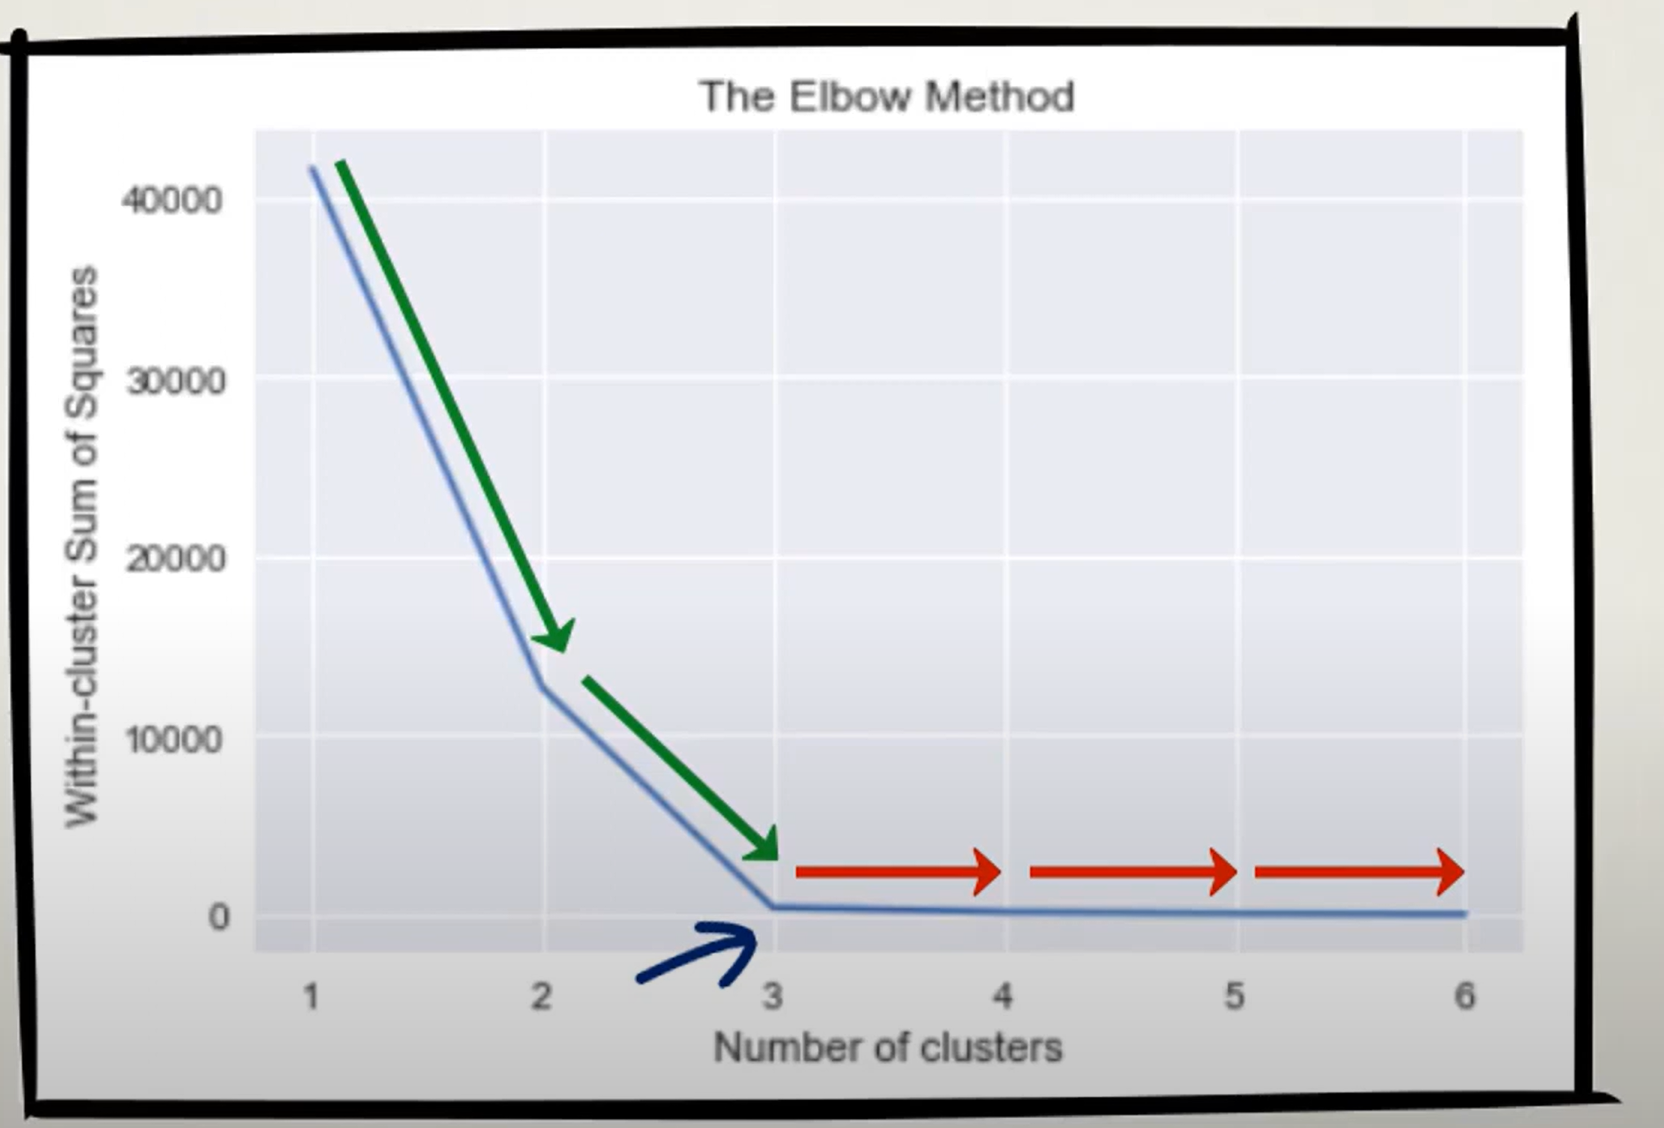 The Elbow Method
Within-cluster Sum of Squares
40000
30000
20000
10000
0
1 2 3 4 5 6
Number of clusters